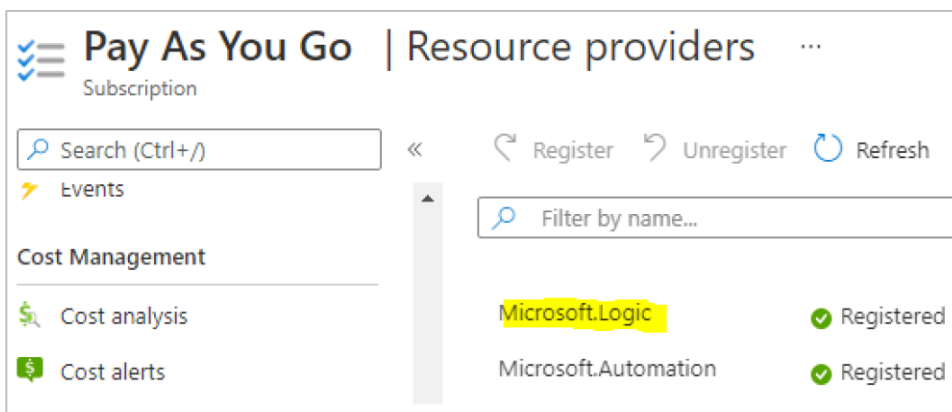 Pay As You Go | Resource providers ...
Subscription
Search (Ctrl+/)
«
Register Unregister Refresh
Events
Filter by name...
Cost Management
Cost analysis
Microsoft.Logic Registered
Cost alerts
Microsoft.Automation Registered